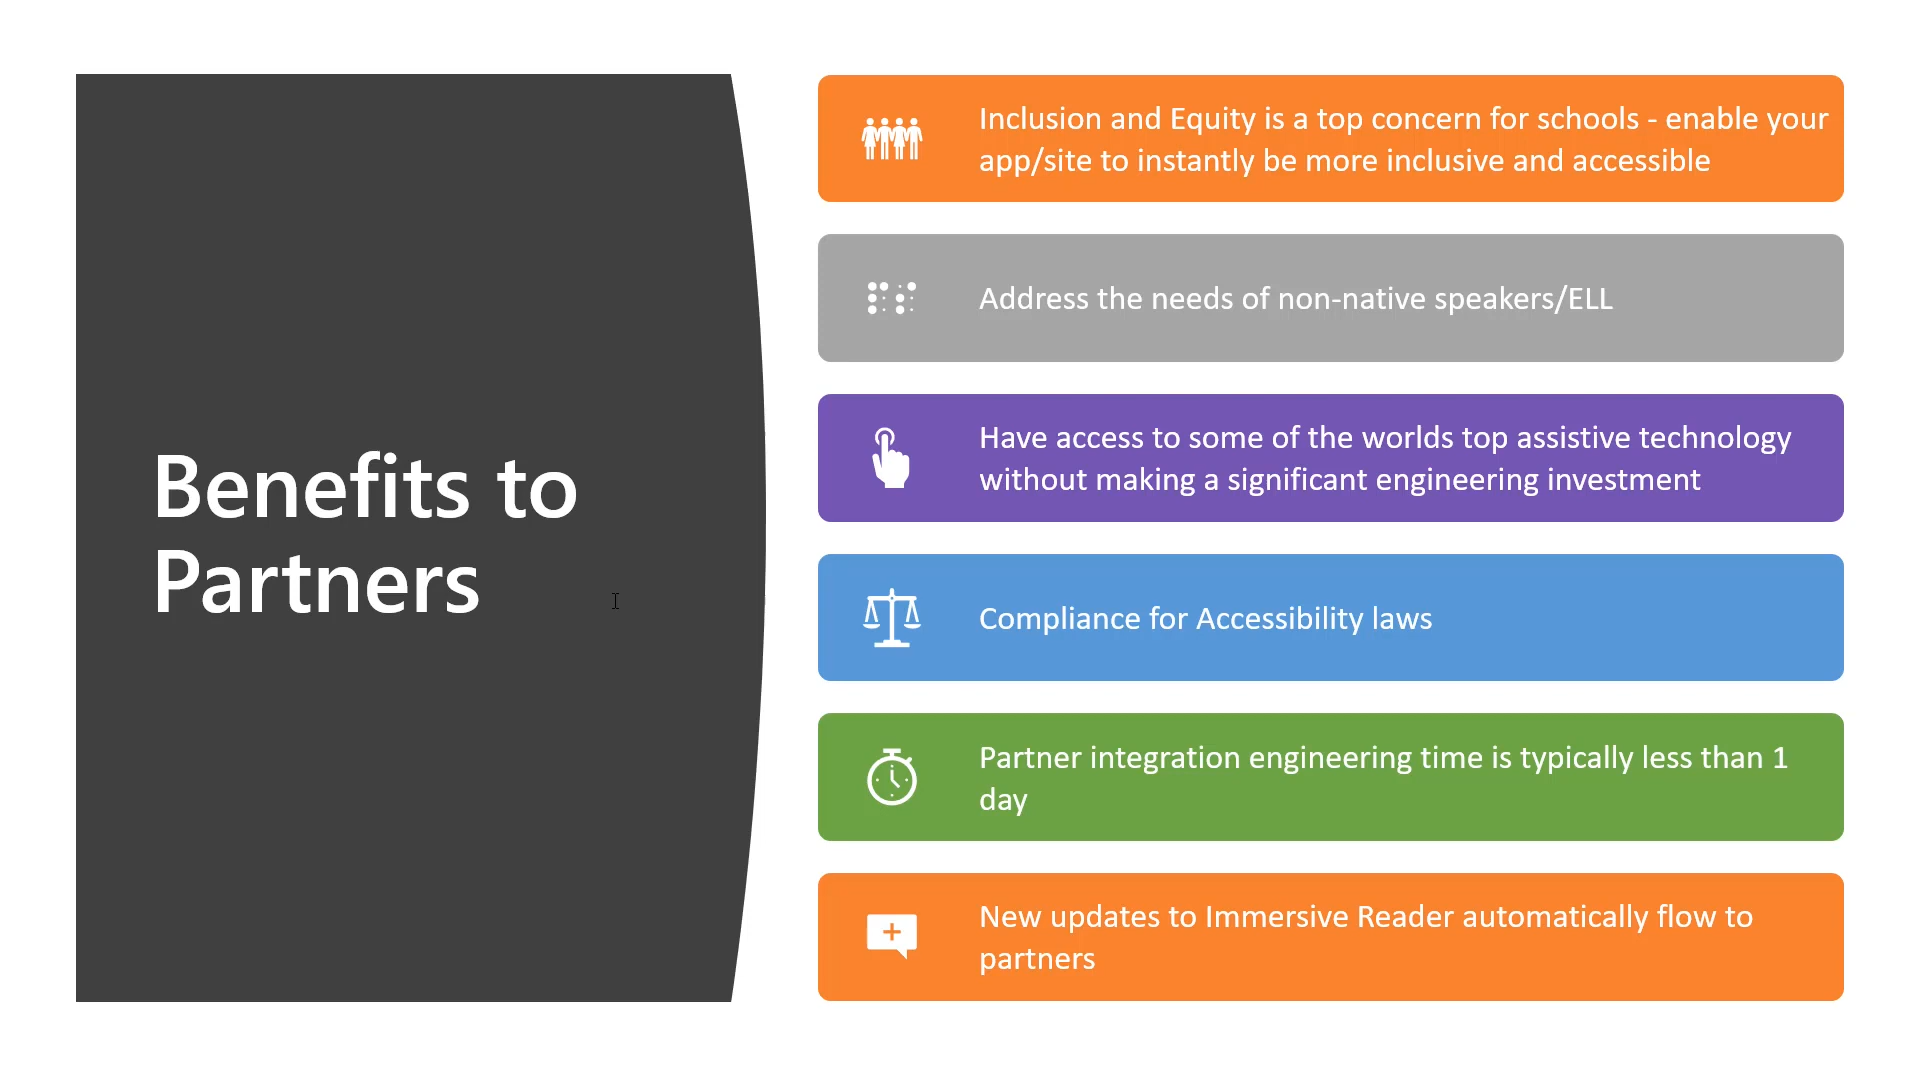 Benefits to
Partners
Inclusion and Equity is a top concern for schools - enable your
app/site to instantly be more inclusive and accessible
Address the needs of non-native speakers/ELL
Have access to some of the worlds top assistive technology
without making a significant engineering investment
Compliance for Accessibility laws
Partner integration engineering time is typically less than 1
day
New updates to Immersive Reader automatically flow to
partners